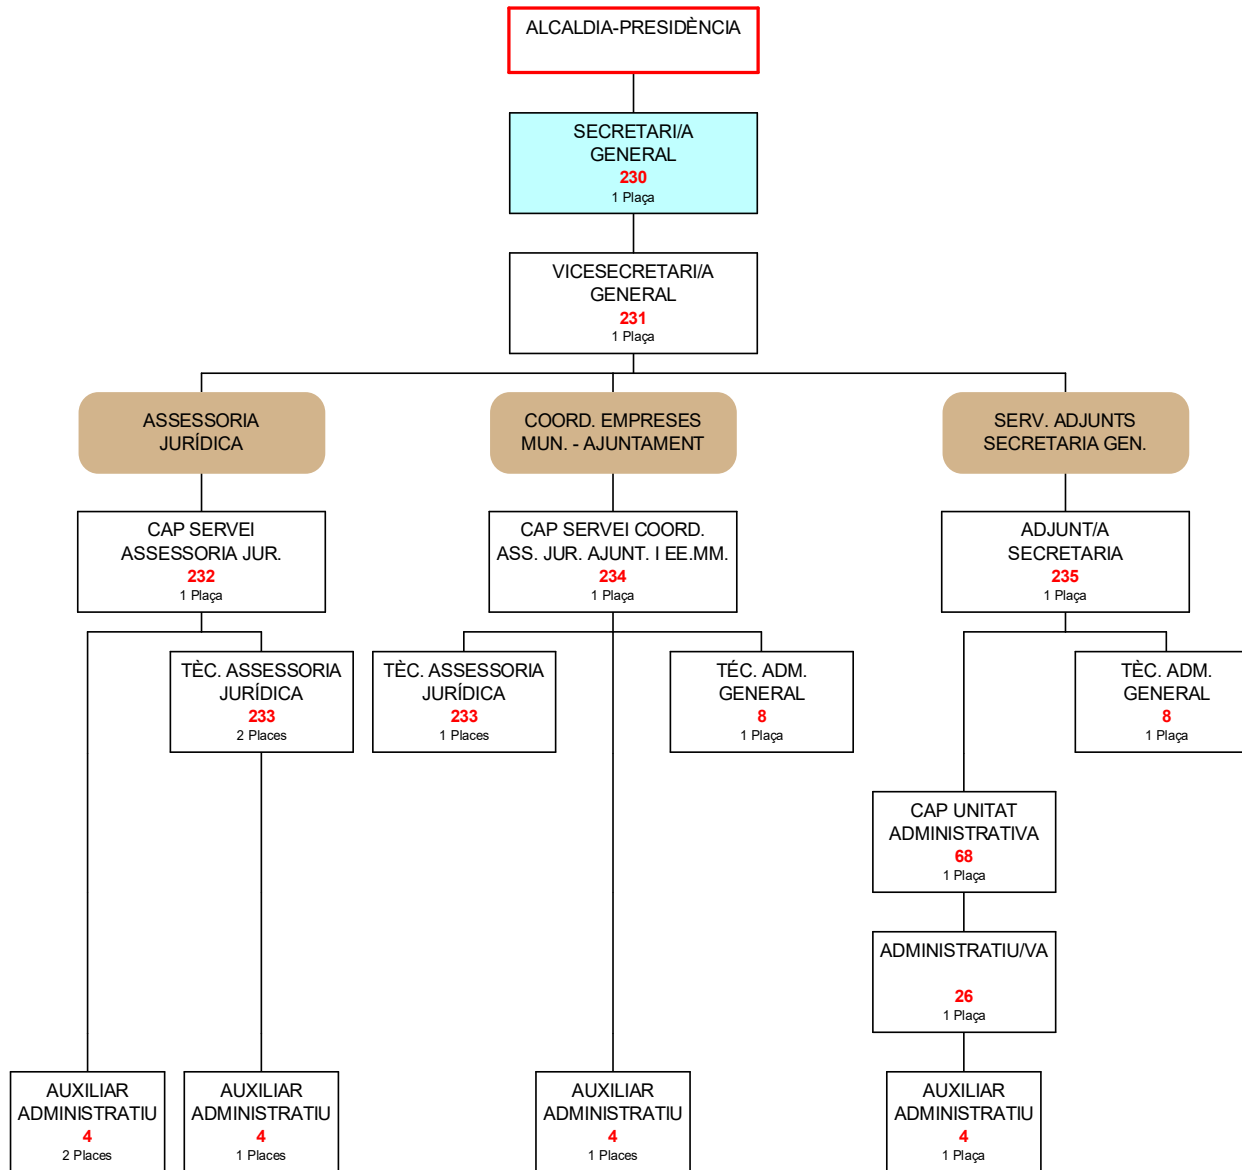 ALCALDIA-PRESIDÈNCIA
SECRETARI/A
GENERAL
230
1 Plaça
VICESECRETARI/A
GENERAL
231
1 Plaça
ASSESSORIA
JURÍDICA
COORD. EMPRESES
MUN. - AJUNTAMENT
SERV. ADJUNTS
SECRETARIA GEN.
CAP SERVEI
ASSESSORIA JUR.
232
1 Plaça
CAP SERVEI COORD.
ASS. JUR. AJUNT. I EE.MM.
234
1 Plaça
ADJUNT/A
SECRETARIA
235
1 Plaça
TÈC. ASSESSORIA
JURÍDICA
233
2 Places
TÈC. ASSESSORIA
JURÍDICA
233
1 Places
TÉC. ADM.
GENERAL
8
1 Plaça
TÈC. ADM.
GENERAL
8
1 Plaça
CAP UNITAT
ADMINISTRATIVA
68
1 Plaça
ADMINISTRATIU/VA
26
1 Plaça
AUXILIAR
ADMINISTRATIU
4
2 Places
AUXILIAR
ADMINISTRATIU
4
1 Places
AUXILIAR
ADMINISTRATIU
4
1 Places
AUXILIAR
ADMINISTRATIU
4
1 Plaça